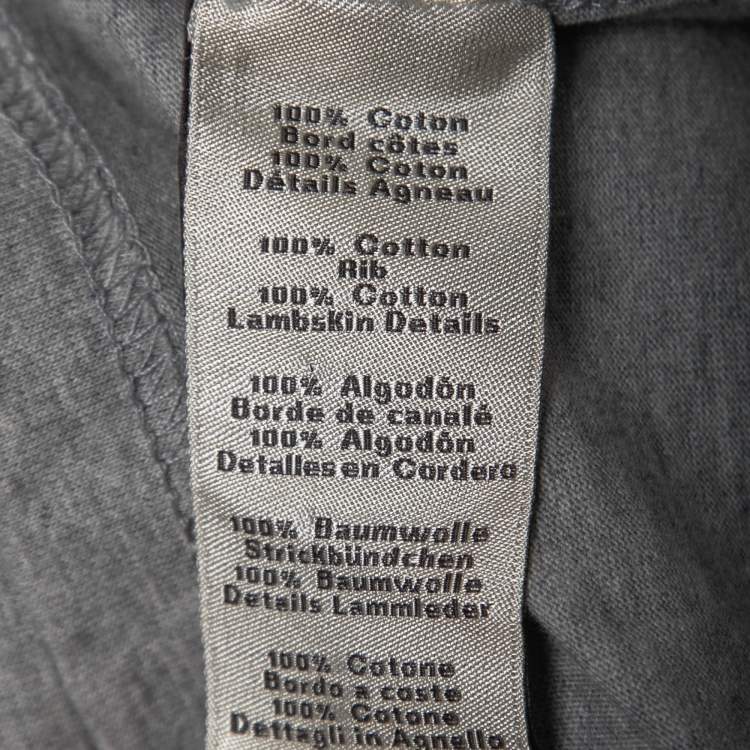 100% Coton
Bord côtes
100% Coton
Détails Agneau
100% Cotton
Rib
100% Cotton
Lambskin Details
100% Algodón
Borde de canalé
100% Algodón
Detalles en Cordero
100% Baumwolle
Strickbündchen
100% Baumwolle
Details Lammleder
100% Cotone
Bordo a coste
100% Cotone
Dettagli in Agnello